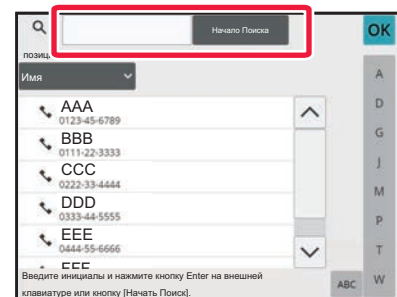 Начало Поиска
OK
позиц
Имя
AAA
0123-45-6789
BBB
0111-22-3333
CCC
0222-33-4444
DDD
0333-44-5555
EEE
0444-55-6666
FFF
A
D
G
J
M
P
T
W
Введите инициалы и нажмите кнопку Enter на внешней
клавиатуре или кнопку [Начать Поиск].
ABC